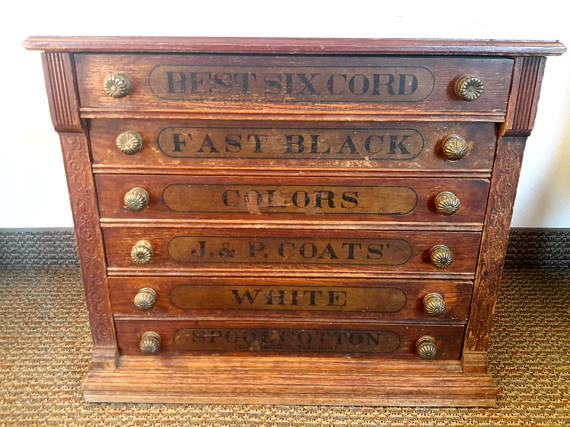 BEST SIX CORD
FAST BLACK
COLORS
J. & P. COATS'
WHITE
SPOOL COTTON